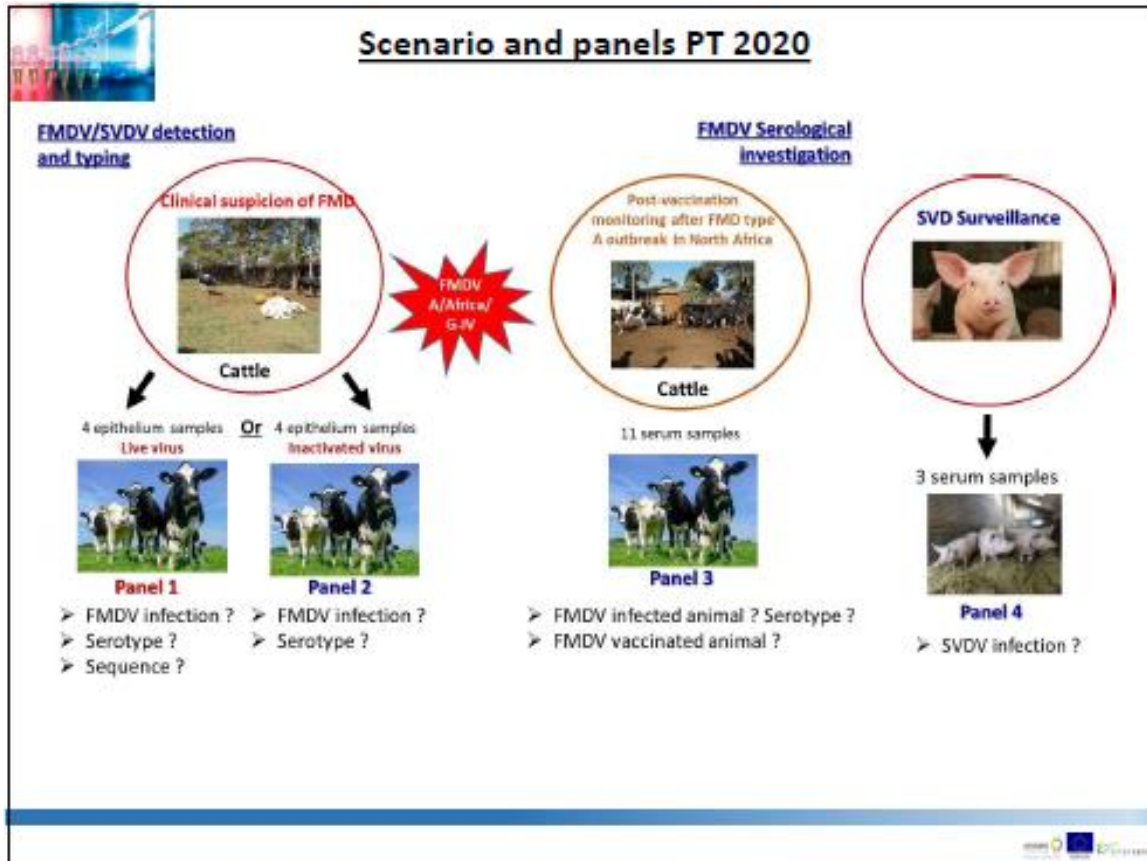 Scenario and panels PT 2020
FMDV/SVDV detection
and typing
FMDV Serological
investigation
Clinical suspicion of FMD
Cattle
FMDV
A/Africa/
G-IV
Post-vaccination
monitoring after FMD type
A outbreak in North Africa
Cattle
SVD Surveillance
4 epithelium samples Or 4 epithelium samples
Live virus
Inactivated virus
11 serum samples
3 serum samples
Panel 1
Panel 2
Panel 3
Panel 4
➢ FMDV infection ?
➢ Serotype ?
➢ Sequence ?
➢ FMDV infection ?
➢ Serotype ?
➢ FMDV infected animal ? Serotype ?
➢ FMDV vaccinated animal ?
➢ SVDV infection ?